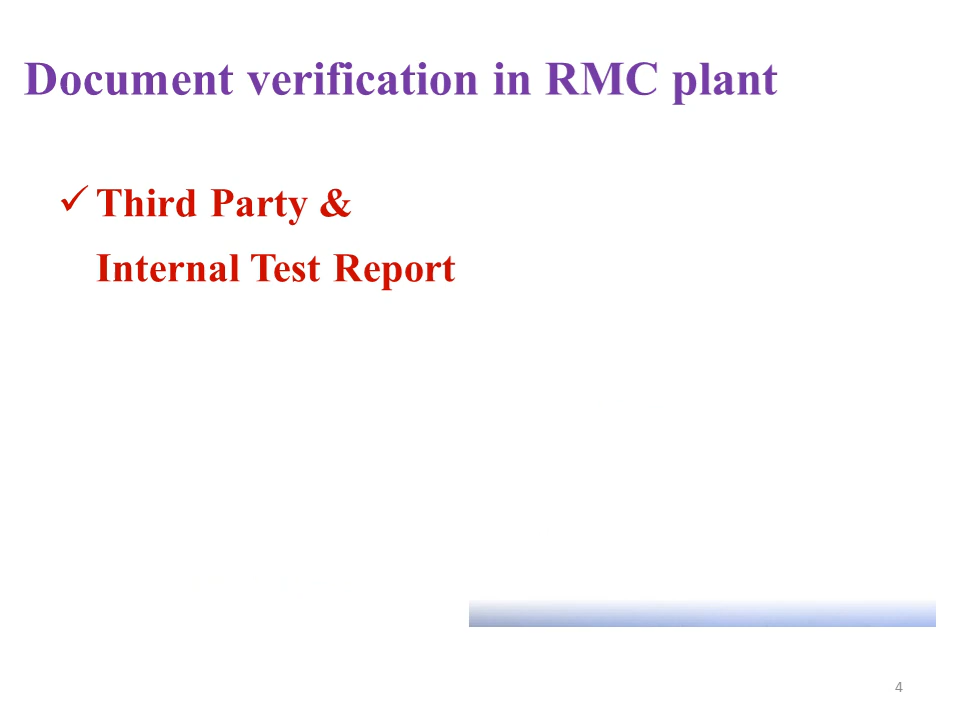 Document verification in RMC plant
✓ Third Party &
Internal Test Report
4